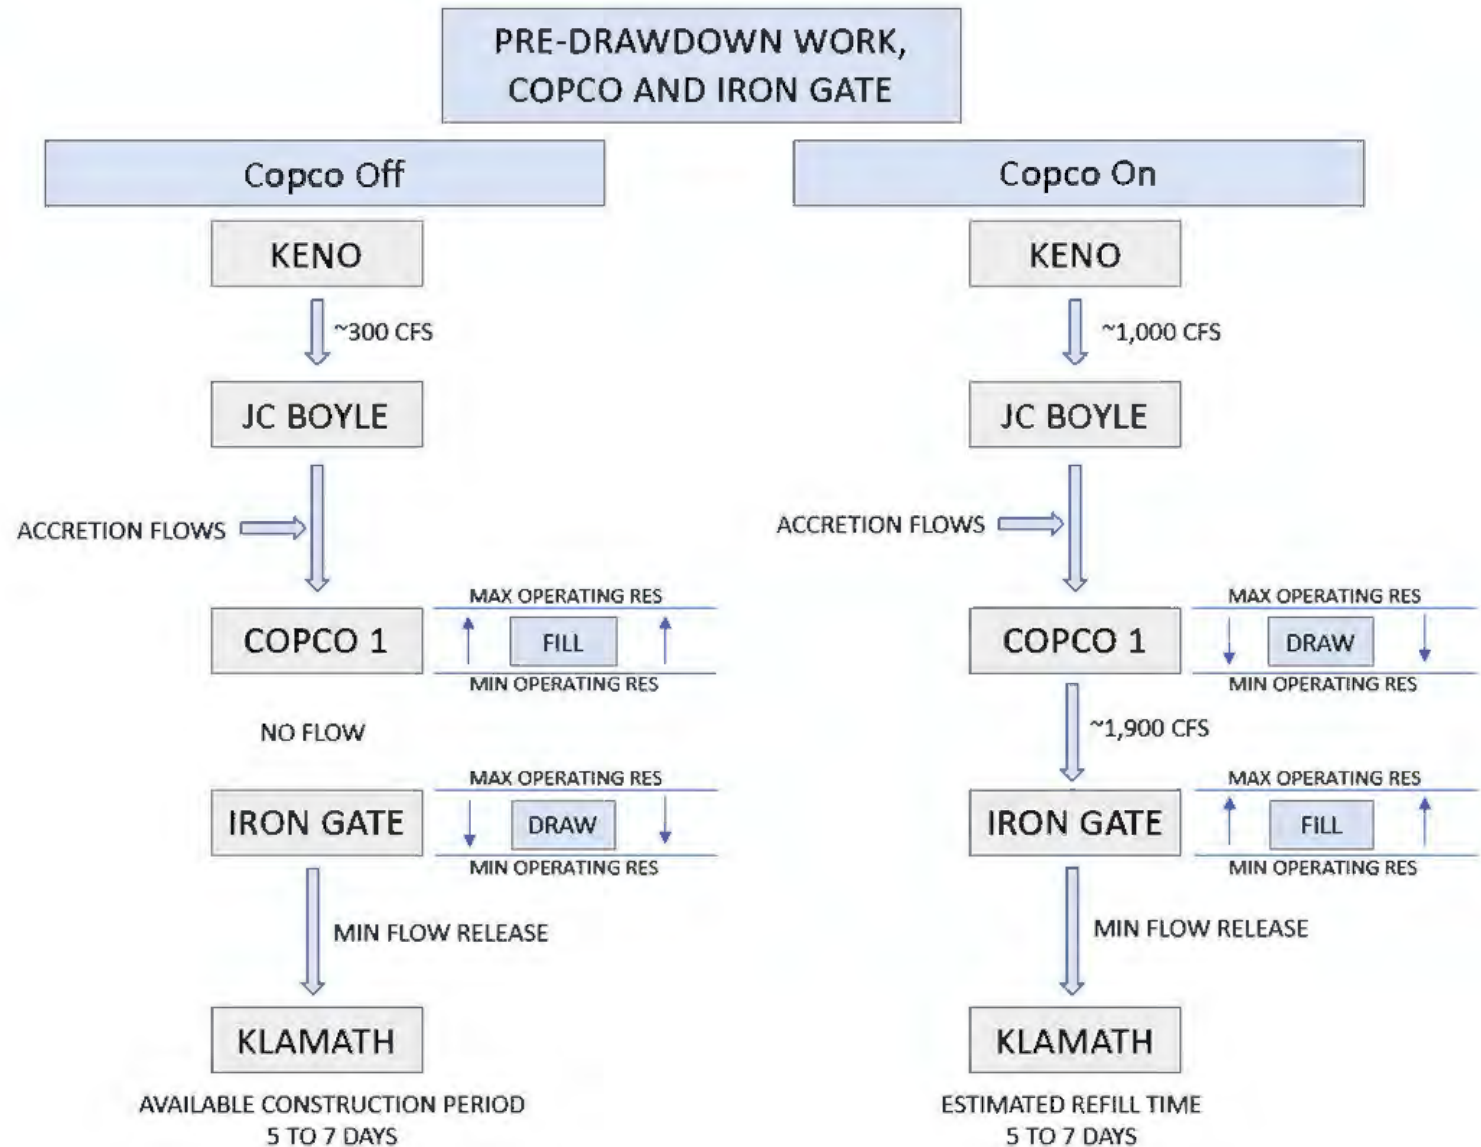 PRE-DRAWDOWN WORK,
COPCO AND IRON GATE
Copco Off
KENO
~300 CFS
JC BOYLE
ACCRETION FLOWS
COPCO 1
MAX OPERATING RES
FILL
MIN OPERATING RES
NO FLOW
IRON GATE
MAX OPERATING RES
DRAW
MIN OPERATING RES
MIN FLOW RELEASE
KLAMATH
AVAILABLE CONSTRUCTION PERIOD
5 TO 7 DAYS
Copco On
KENO
~1,000 CFS
JC BOYLE
ACCRETION FLOWS
COPCO 1
MAX OPERATING RES
DRAW
MIN OPERATING RES
~1,900 CFS
IRON GATE
MAX OPERATING RES
FILL
MIN OPERATING RES
MIN FLOW RELEASE
KLAMATH
ESTIMATED REFILL TIME
5 TO 7 DAYS